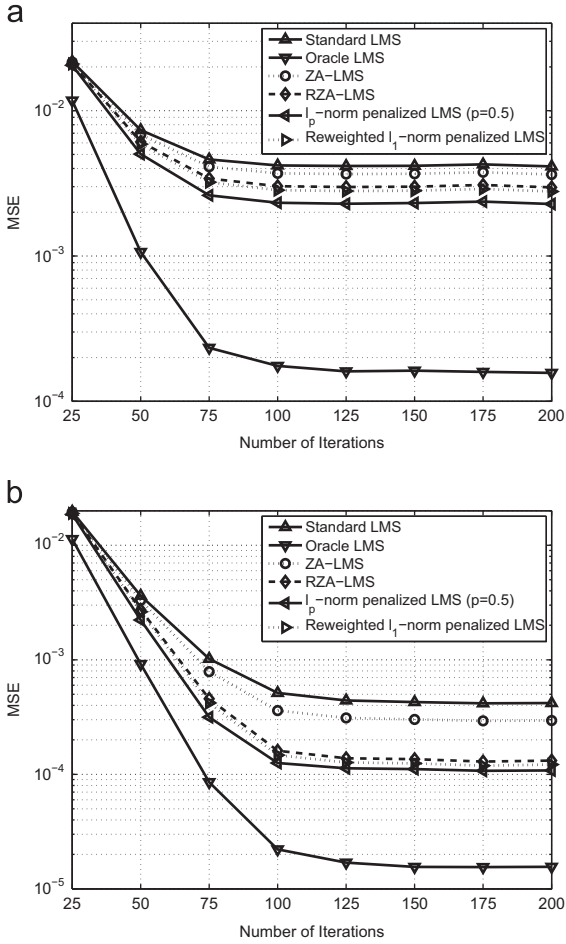 a
10^−2
10^−3
10^−4
MSE
Standard LMS
Oracle LMS
ZA−LMS
RZA−LMS
l_p−norm penalized LMS (p=0.5)
Reweighted l_1−norm penalized LMS
25 50 75 100 125 150 175 200
Number of Iterations
b
10^−2
10^−3
10^−4
10^−5
MSE
Standard LMS
Oracle LMS
ZA−LMS
RZA−LMS
l_p−norm penalized LMS (p=0.5)
Reweighted l_1−norm penalized LMS
25 50 75 100 125 150 175 200
Number of Iterations